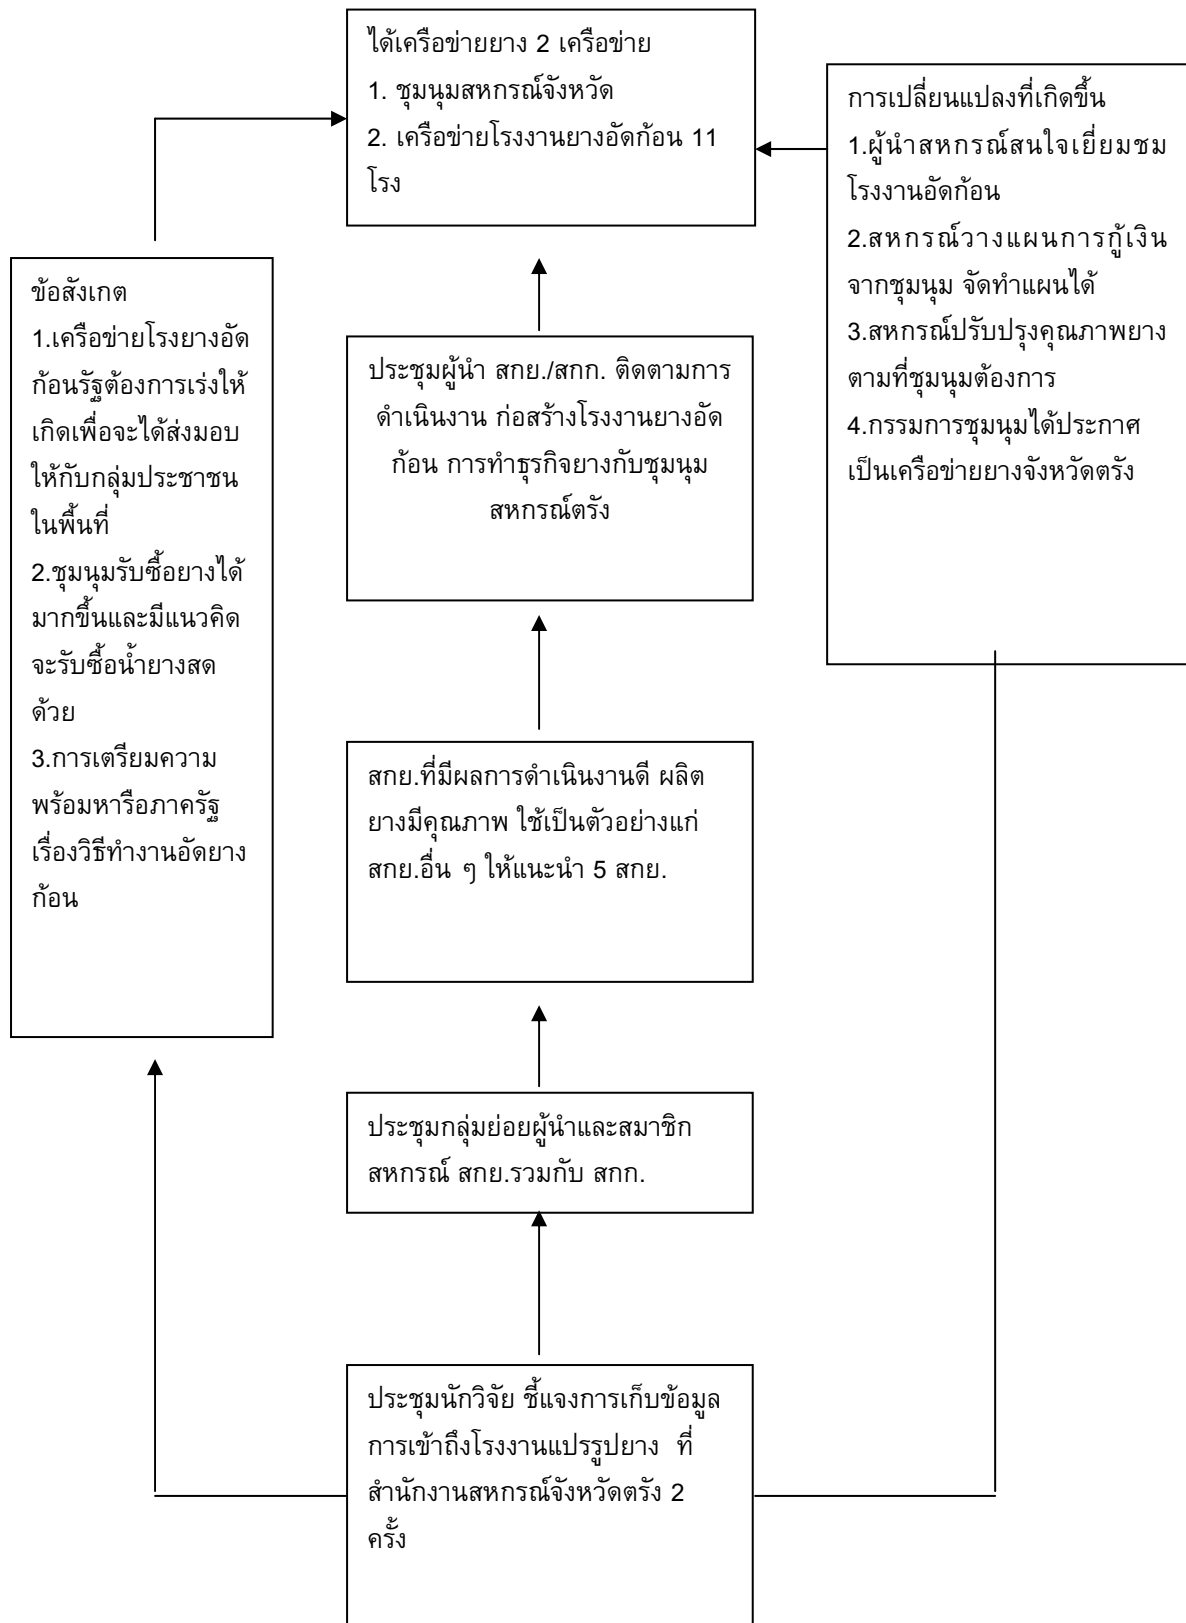 ได้เครือข่ายยาง 2 เครือข่าย
1. ชุมนุมสหกรณ์จังหวัด
2. เครือข่ายโรงงานยางอัดก้อน 11
โรง
การเปลี่ยนแปลงที่เกิดขึ้น
1.ผู้นำสหกรณ์สนใจเยี่ยมชม
โรงงานอัดก้อน
2.สหกรณ์วางแผนการกู้เงิน
จากชุมนุม จัดทำแผนได้
3.สหกรณ์ปรับปรุงคุณภาพยาง
ตามที่ชุมนุมต้องการ
4.กรรมการชุมนุมได้ประกาศ
เป็นเครือข่ายยางจังหวัดตรัง
ข้อสังเกต
1.เครือข่ายโรงยางอัด
ก้อนรัฐต้องการเร่งให้
เกิดเพื่อจะได้ส่งมอบ
ให้กับกลุ่มประชาชน
ในพื้นที่
2.ชุมนุมรับซื้อยางได้
มากขึ้นและมีแนวคิด
จะรับซื้อน้ำยางสด
ด้วย
3.การเตรียมความ
พร้อมหารือภาครัฐ
เรื่องวิธีทำงานอัดยาง
ก้อน
ประชุมผู้นำ สกย./สกก. ติดตามการ
ดำเนินงาน ก่อสร้างโรงงานยางอัด
ก้อน การทำธุรกิจยางกับชุมนุม
สหกรณ์ตรัง
สกย.ที่มีผลการดำเนินงานดี ผลิต
ยางมีคุณภาพ ใช้เป็นตัวอย่างแก่
สกย.อื่น ๆ ให้แนะนำ 5 สกย.
ประชุมกลุ่มย่อยผู้นำและสมาชิก
สหกรณ์ สกย.รวมกับ สกก.
ประชุมนักวิจัย ชี้แจงการเก็บข้อมูล
การเข้าถึงโรงงานแปรรูปยาง ที่
สำนักงานสหกรณ์จังหวัดตรัง 2
ครั้ง